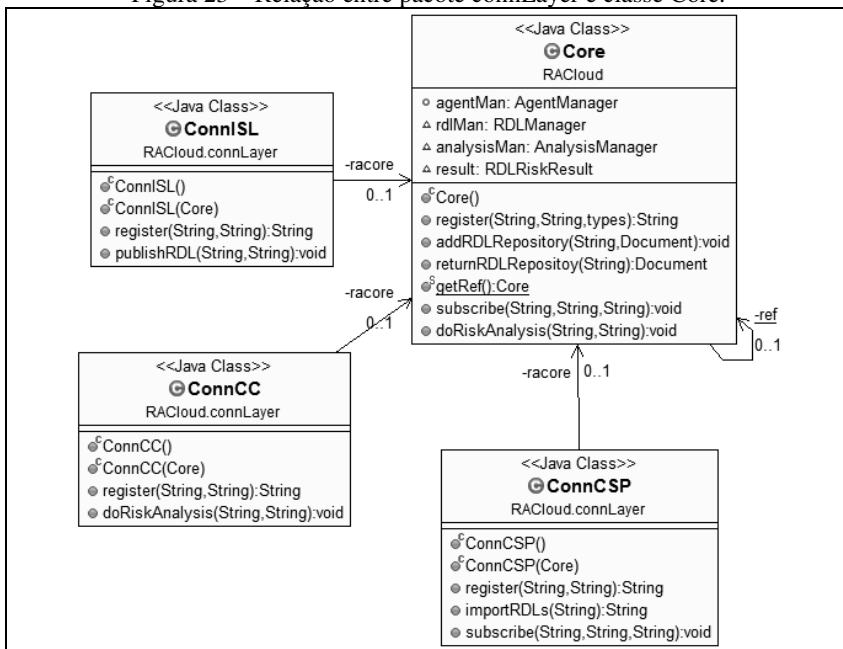 Figura 23 – Relação entre pacote connLayer e classe Core.
<<Java Class>>
Core
RACloud
agentMan: AgentManager
rdlMan: RDLManager
analysisMan: AnalysisManager
result: RDLRiskResult
Core()
register(String,String,types):String
addRDLRepository(String,Document):void
returnRDLRepositoy(String):Document
getRef():Core
subscribe(String,String,String):void
doRiskAnalysis(String,String):void
-ref
0..1
<<Java Class>>
ConnISL
RACloud.connLayer
ConnISL()
ConnISL(Core)
register(String,String):String
publishRDL(String,String):void
-racore
0..1
-racore
0..1
<<Java Class>>
ConnCC
RACloud.connLayer
ConnCC()
ConnCC(Core)
register(String,String):String
doRiskAnalysis(String,String):void
-racore 0..1
<<Java Class>>
ConnCSP
RACloud.connLayer
ConnCSP()
ConnCSP(Core)
register(String,String):String
importRDLs(String):String
subscribe(String,String,String):void